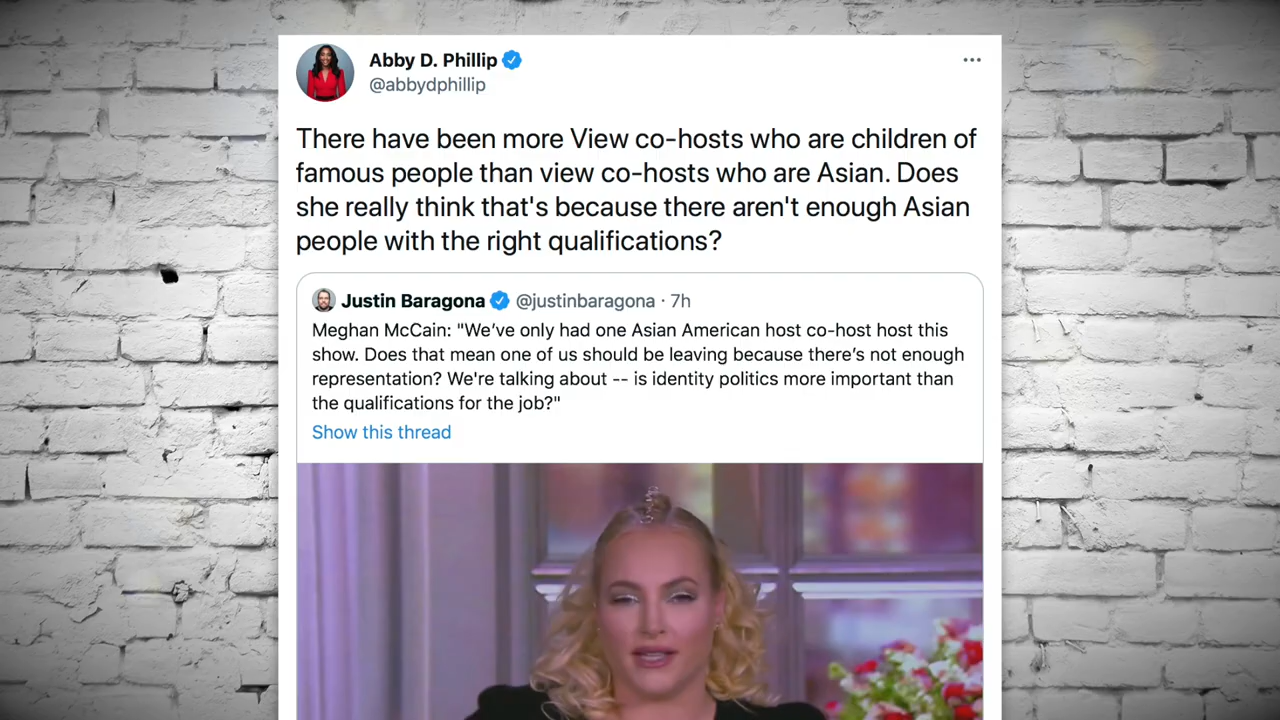 Abby D. Phillip
@abbydphillip
There have been more View co-hosts who are children of
famous people than view co-hosts who are Asian. Does
she really think that's because there aren't enough Asian
people with the right qualifications?
Justin Baragona @justinbaragona · 7h
Meghan McCain: "We’ve only had one Asian American host co-host host this
show. Does that mean one of us should be leaving because there’s not enough
representation? We're talking about -- is identity politics more important than
the qualifications for the job?"
Show this thread